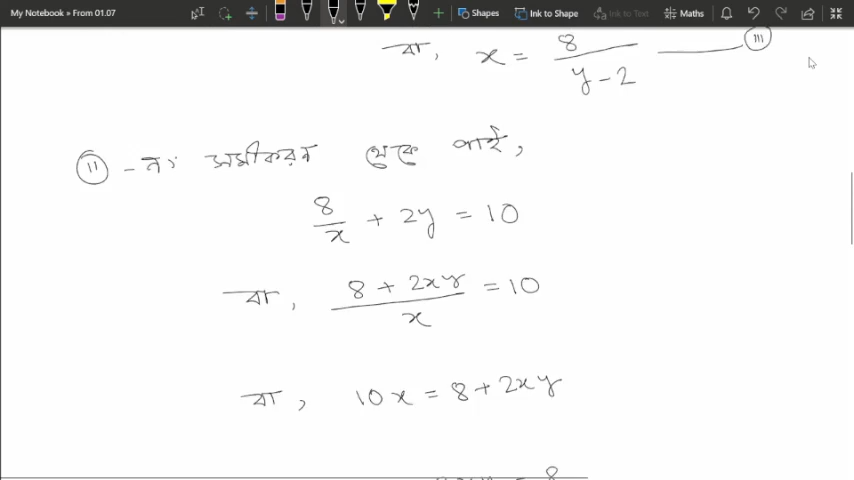 My Notebook » From 01.07
Shapes
Ink to Shape
Ink to Text
Maths
বা, x = 8 / (y - 2) ——— (III)
(II) - নং সমীকরণ থেকে পাই,
8/x + 2y = 10
বা, (8 + 2xy)/x = 10
বা, 10x = 8 + 2xy